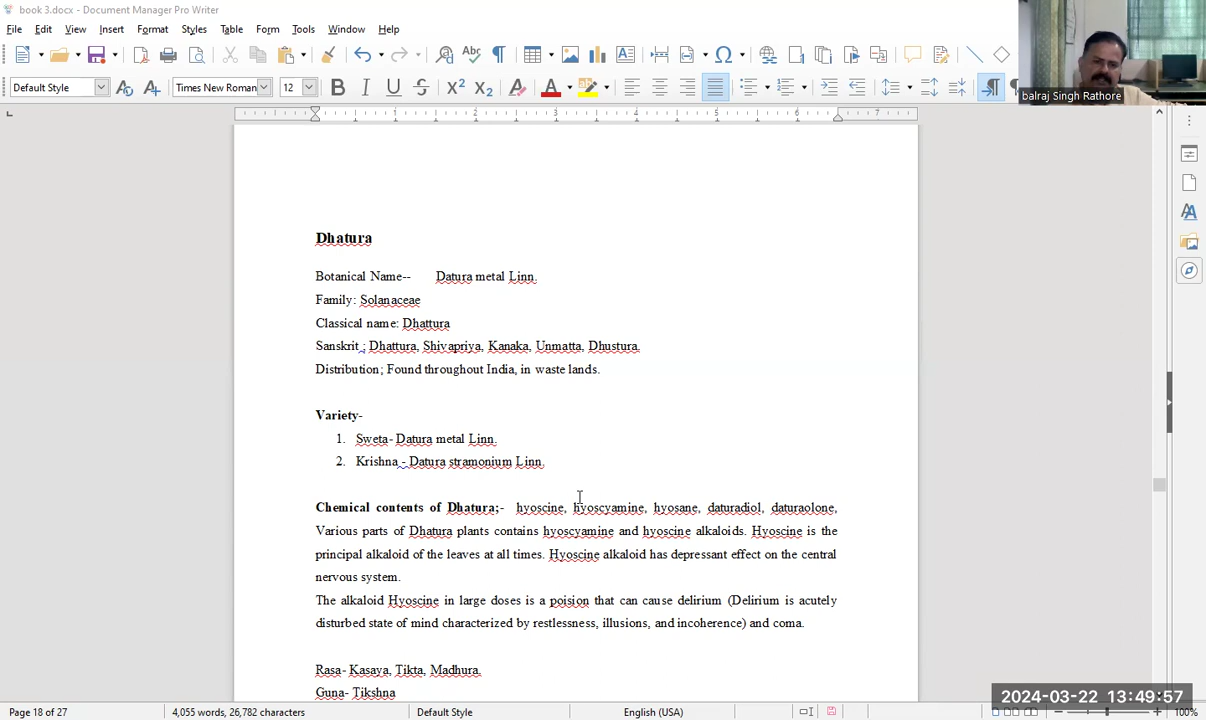 book 3.docx - Document Manager Pro Writer
File Edit View Insert Format Styles Table Form Tools Window Help
Default Style Times New Roman 12
balraj Singh Rathore
1 2 3 4 5 6 7
Dhatura
Botanical Name-- Datura metal Linn.
Family: Solanaceae
Classical name: Dhattura
Sanskrit ; Dhattura, Shivapriya, Kanaka, Unmatta, Dhustura.
Distribution; Found throughout India, in waste lands.
Variety-
1. Sweta- Datura metal Linn.
2. Krishna - Datura stramonium Linn.
Chemical contents of Dhatura;- hyoscine, hyoscyamine, hyosane, daturadiol, daturaolone,
Various parts of Dhatura plants contains hyoscyamine and hyoscine alkaloids. Hyoscine is the
principal alkaloid of the leaves at all times. Hyoscine alkaloid has depressant effect on the central
nervous system.
The alkaloid Hyoscine in large doses is a poision that can cause delirium (Delirium is acutely
disturbed state of mind characterized by restlessness, illusions, and incoherence) and coma.
Rasa- Kasaya, Tikta, Madhura.
Guna- Tikshna
2024-03-22 13:49:57
Page 18 of 27 4,055 words, 26,782 characters Default Style English (USA) 100%